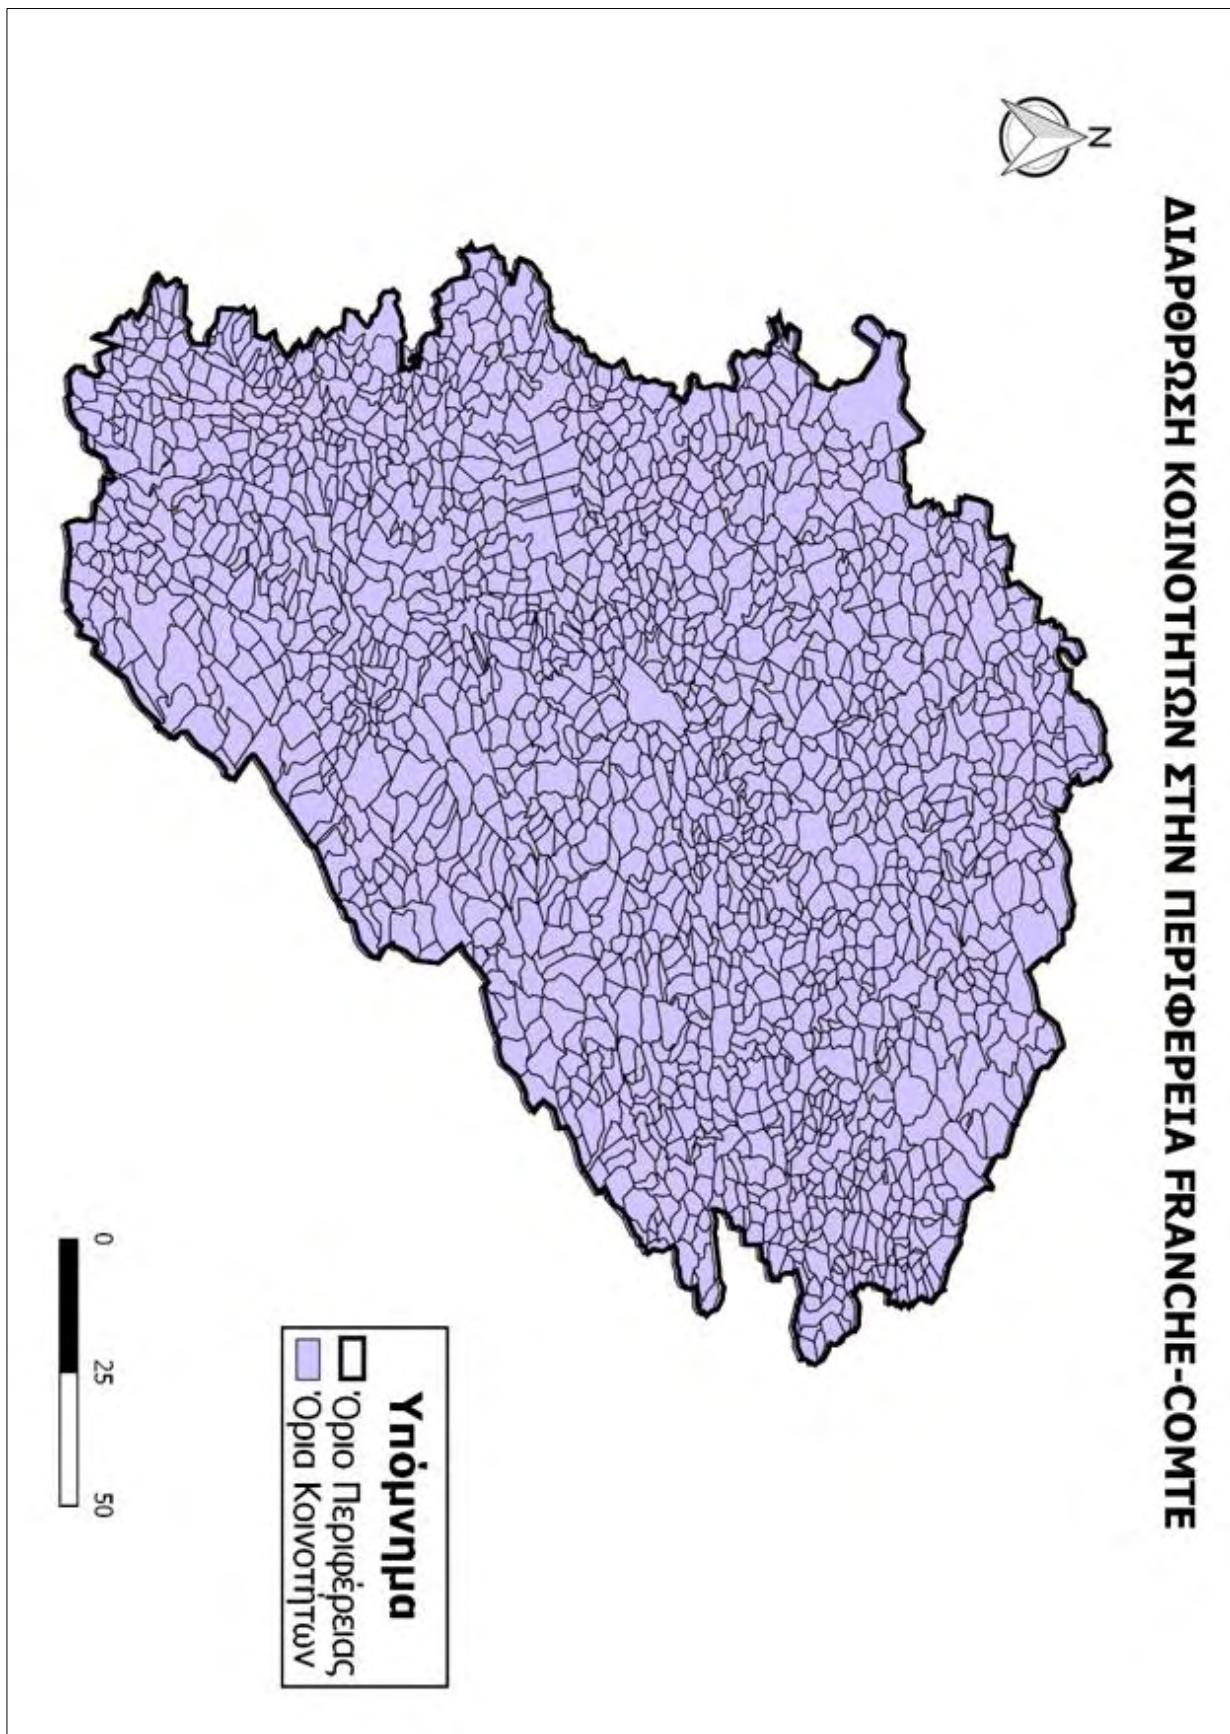 ΔΙΑΡΘΡΩΣΗ ΚΟΙΝΟΤΗΤΩΝ ΣΤΗΝ ΠΕΡΙΦΕΡΕΙΑ FRANCHE-COMTE
N
Υπόμνημα
Όριο Περιφέρειας
Όρια Κοινοτήτων
0 25 50